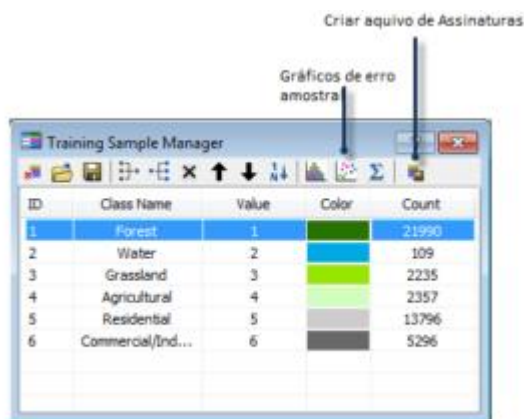 Criar aquivo de Assinaturas
Gráficos de erro
amostra
Training Sample Manager
ID Class Name Value Color Count
1 Forest 1 21990
2 Water 2 109
3 Grassland 3 2235
4 Agricultural 4 2357
5 Residential 5 13796
6 Commercial/Ind... 6 5296